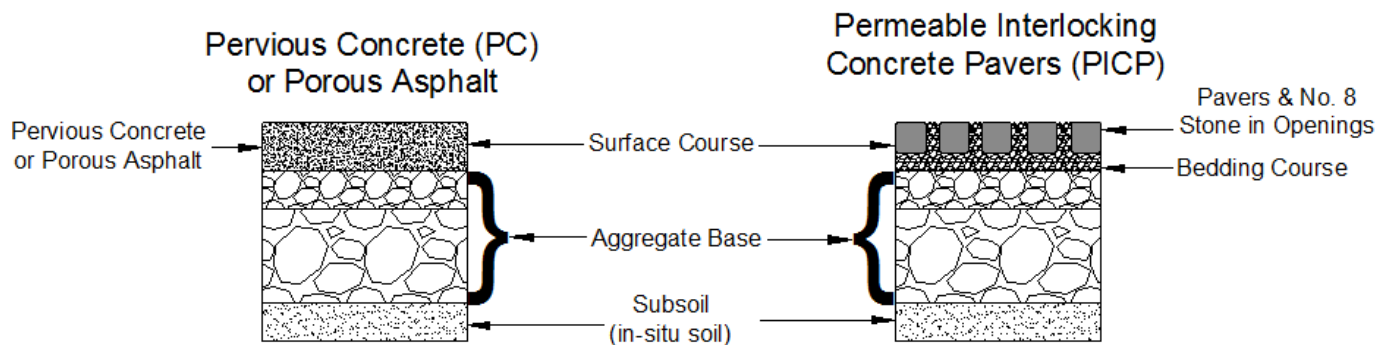 Pervious Concrete (PC)
or Porous Asphalt
Permeable Interlocking
Concrete Pavers (PICP)
Pervious Concrete
or Porous Asphalt
Surface Course
Pavers & No. 8
Stone in Openings
Bedding Course
Aggregate Base
Subsoil
(in-situ soil)